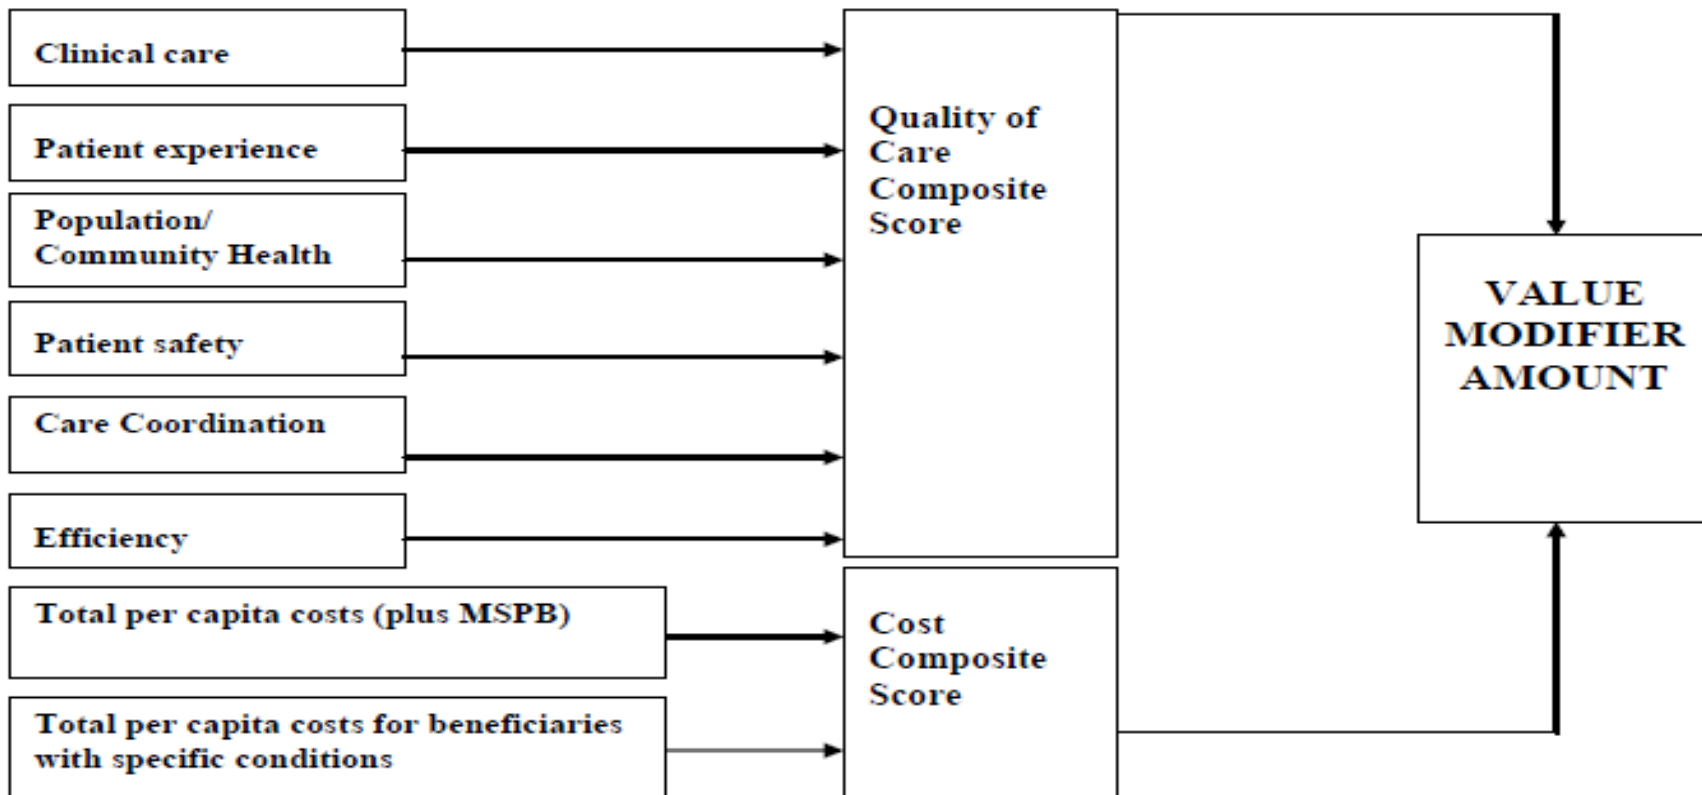 Clinical care
Patient experience
Population/
Community Health
Patient safety
Care Coordination
Efficiency
Total per capita costs (plus MSPB)
Total per capita costs for beneficiaries
with specific conditions
Quality of
Care
Composite
Score
Cost
Composite
Score
VALUE
MODIFIER
AMOUNT